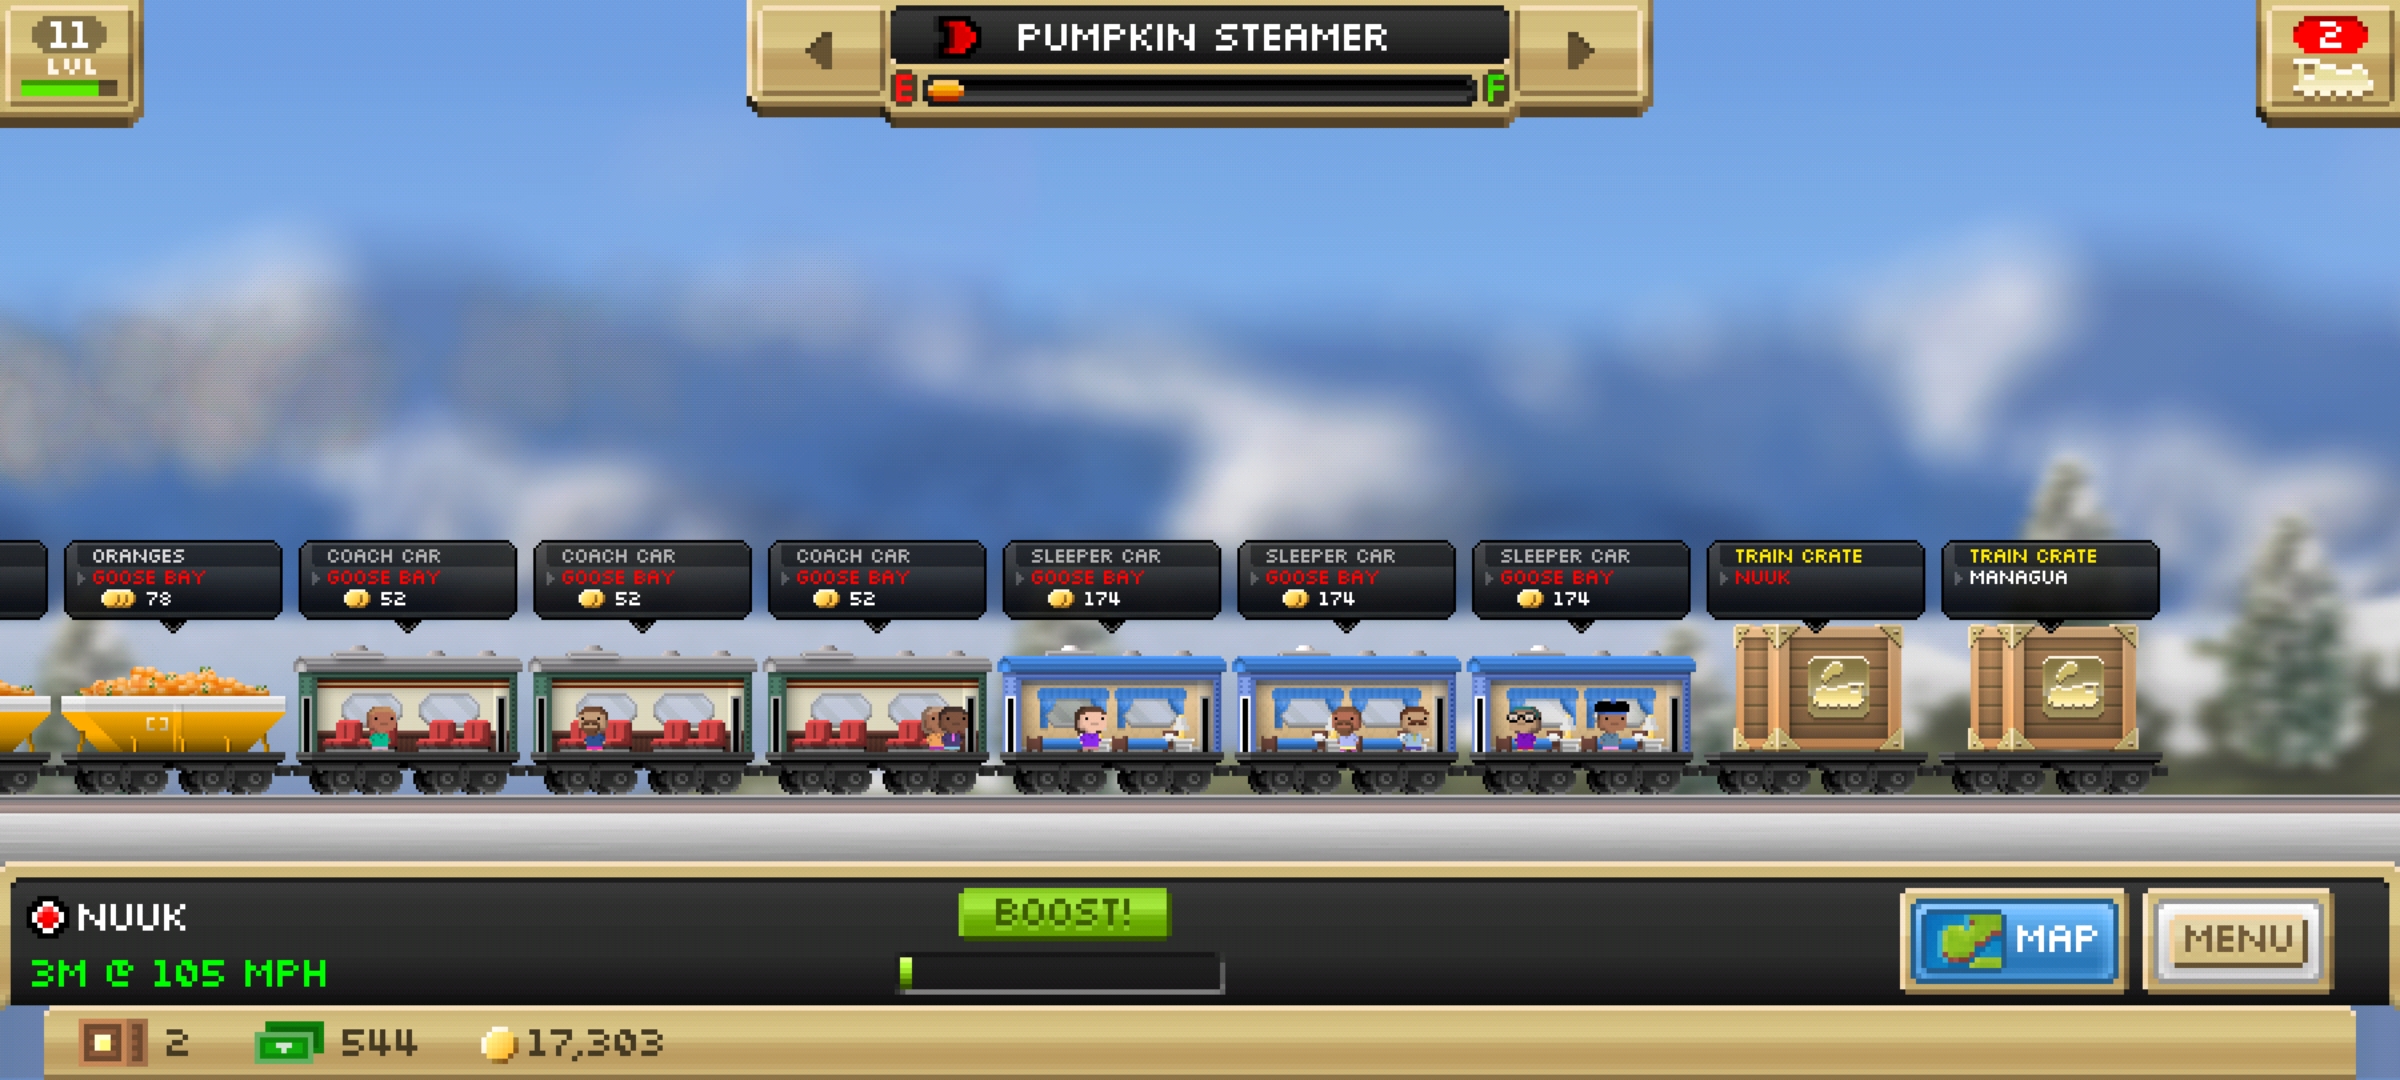 11
LVL
PUMPKIN STEAMER
E F
2
ORANGES
GOOSE BAY
78
COACH CAR
GOOSE BAY
52
COACH CAR
GOOSE BAY
52
COACH CAR
GOOSE BAY
52
SLEEPER CAR
GOOSE BAY
174
SLEEPER CAR
GOOSE BAY
174
SLEEPER CAR
GOOSE BAY
174
TRAIN CRATE
NUUK
TRAIN CRATE
MANAGUA
NUUK
3M @ 105 MPH
BOOST!
MAP
MENU
2
544
17,303